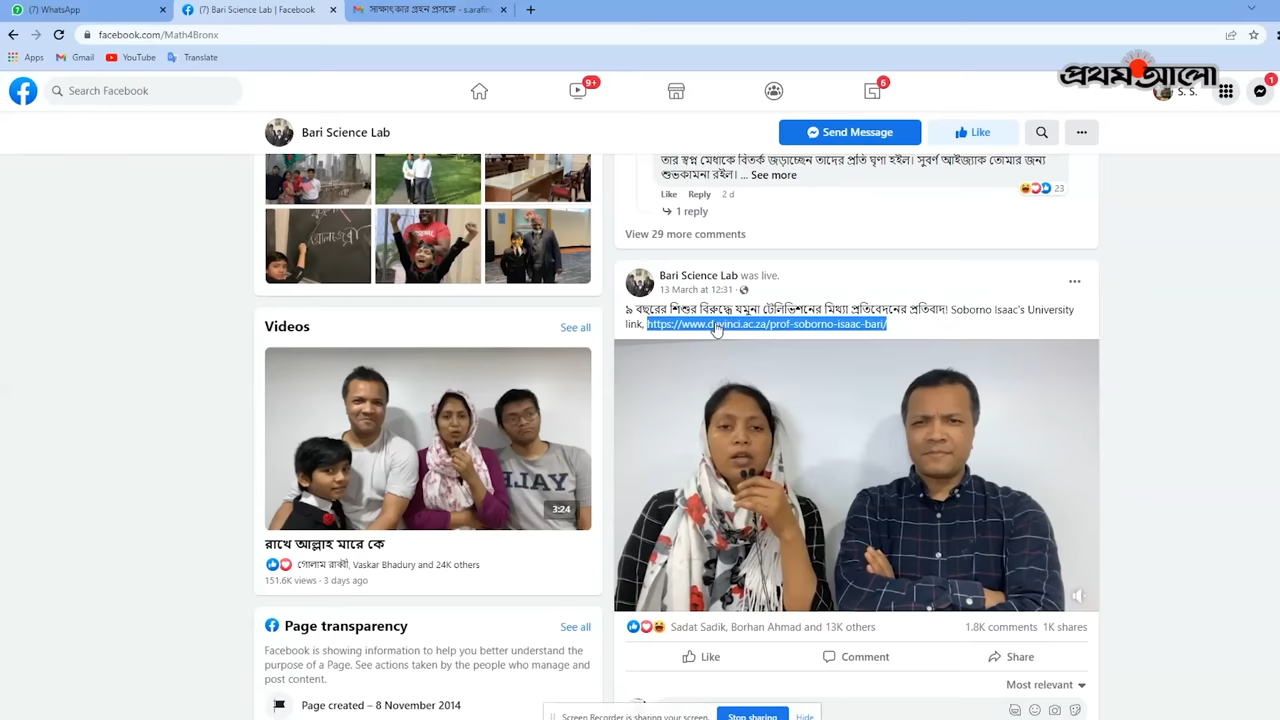 (7) WhatsApp
(7) Bari Science Lab | Facebook
সাক্ষাৎকার গ্রহন প্রসঙ্গে - s.arafin
facebook.com/Math4Bronx
Apps Gmail YouTube Translate
প্রথম আলো
Search Facebook
9+
6
S. S.
1
Bari Science Lab
Send Message
Like
তার স্বপ্ন মেধাকে বিতর্ক জড়াচ্ছেন তাদের প্রতি ঘৃণা হইল। সুবর্ণ আইজ্যাক তোমার জন্য
শুভকামনা রইল। ... See more
23
Like Reply 2 d
1 reply
View 29 more comments
Videos
See all
3:24
YALE
রাখে আল্লাহ মারে কে
গোলাম রাব্বী, Vaskar Bhadury and 24K others
151.6K views · 3 days ago
Page transparency
See all
Facebook is showing information to help you better understand the
purpose of a Page. See actions taken by the people who manage and
post content.
Page created – 8 November 2014
Bari Science Lab was live.
13 March at 12:31 ·
৯ বছরের শিশুর বিরুদ্ধে যমুনা টেলিভিশনের মিথ্যা প্রতিবেদনের প্রতিবাদ! Soborno Isaac's University
link, https://www.davinci.ac.za/prof-soborno-isaac-bari/
Sadat Sadik, Borhan Ahmad and 13K others
1.8K comments 1K shares
Like Comment Share
Most relevant
Screen Recorder is sharing your screen.
Stop sharing
Hide